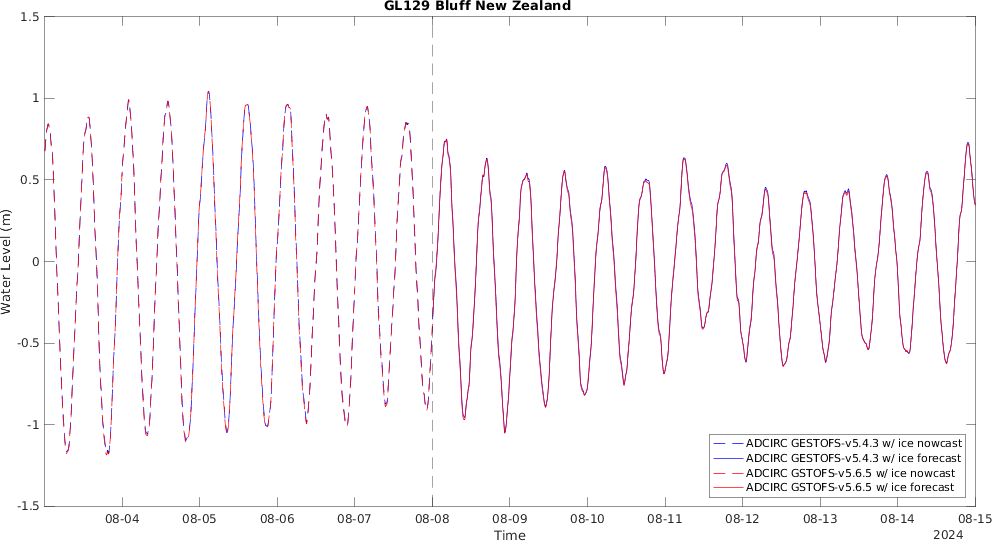 GL129 Bluff New Zealand
1.5
1
0.5
0
-0.5
-1
-1.5
Water Level (m)
08-04 08-05 08-06 08-07 08-08 08-09 08-10 08-11 08-12 08-13 08-14 08-15
Time
2024
ADCIRC GESTOFS-v5.4.3 w/ ice nowcast
ADCIRC GESTOFS-v5.4.3 w/ ice forecast
ADCIRC GSTOFS-v5.6.5 w/ ice nowcast
ADCIRC GSTOFS-v5.6.5 w/ ice forecast